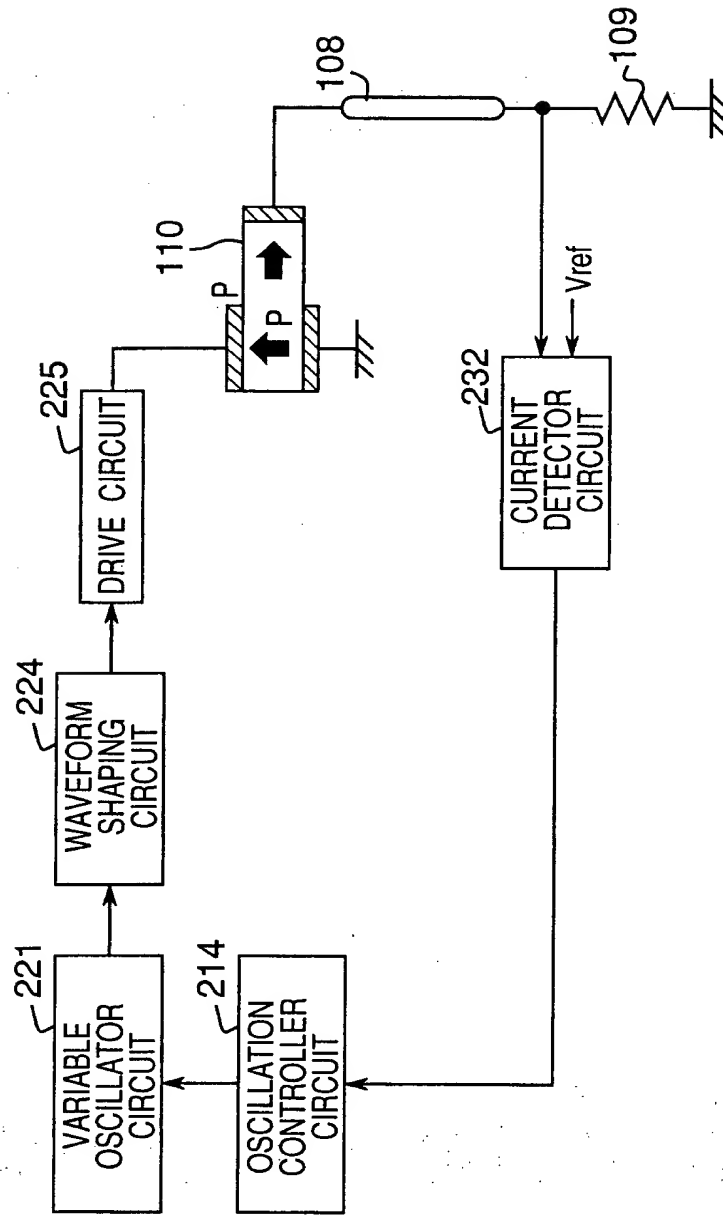 221
VARIABLE
OSCILLATOR
CIRCUIT
224
WAVEFORM
SHAPING
CIRCUIT
225
DRIVE CIRCUIT
110
P
P
108
109
214
OSCILLATION
CONTROLLER
CIRCUIT
232
CURRENT
DETECTOR
CIRCUIT
Vref